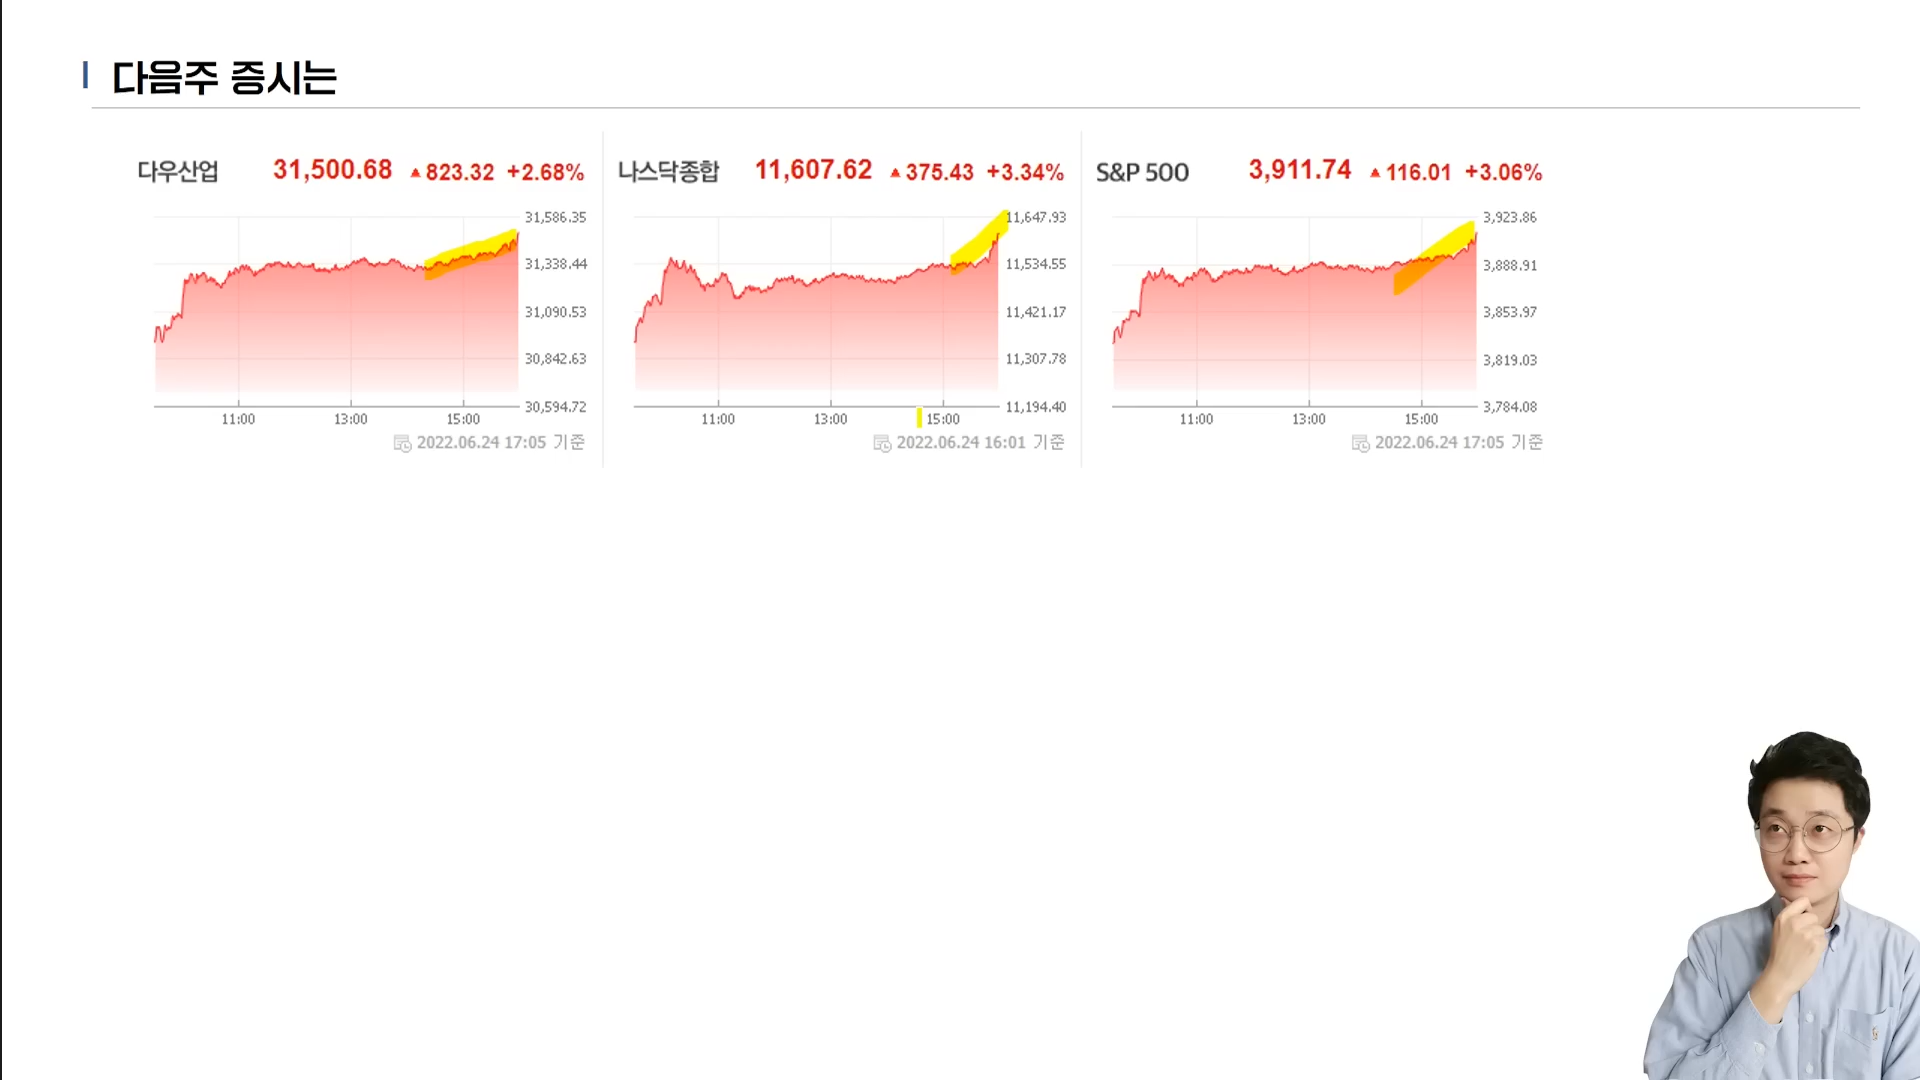 다음주 증시는
다우산업 31,500.68 ▲823.32 +2.68%
31,586.35
31,338.44
31,090.53
30,842.63
30,594.72
11:00 13:00 15:00
2022.06.24 17:05 기준
나스닥종합 11,607.62 ▲375.43 +3.34%
11,647.93
11,534.55
11,421.17
11,307.78
11,194.40
11:00 13:00 15:00
2022.06.24 16:01 기준
S&P 500 3,911.74 ▲116.01 +3.06%
3,923.86
3,888.91
3,853.97
3,819.03
3,784.08
11:00 13:00 15:00
2022.06.24 17:05 기준